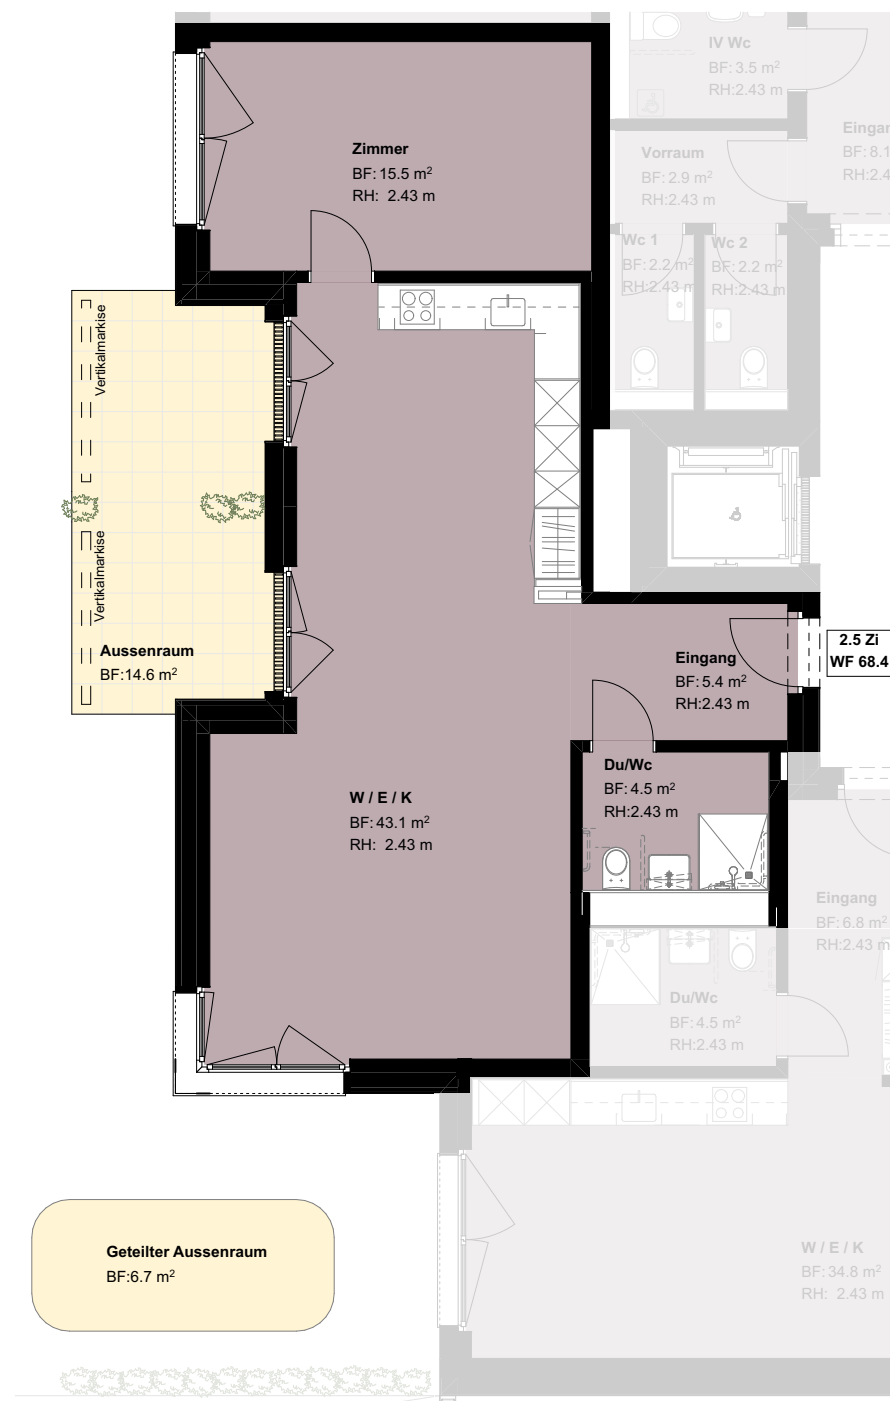 IV Wc
BF: 3.5 m²
RH:2.43 m
Eingar
BF: 8.1
RH:2.4
Zimmer
BF: 15.5 m²
RH: 2.43 m
Vorraum
BF: 2.9 m²
RH:2.43 m
Wc 1
BF: 2.2 m²
RH:2.43 m
Wc 2
BF: 2.2 m²
RH:2.43 m
Vertikalmarkise
Vertikalmarkise
Aussenraum
BF:14.6 m²
Eingang
BF: 5.4 m²
RH:2.43 m
2.5 Zi
WF 68.4
Du/Wc
BF: 4.5 m²
RH:2.43 m
W / E / K
BF: 43.1 m²
RH: 2.43 m
Eingang
BF: 6.8 m²
RH:2.43 m
Du/Wc
BF: 4.5 m²
RH:2.43 m
W / E / K
BF: 34.8 m²
RH: 2.43 m
Geteilter Aussenraum
BF:6.7 m²